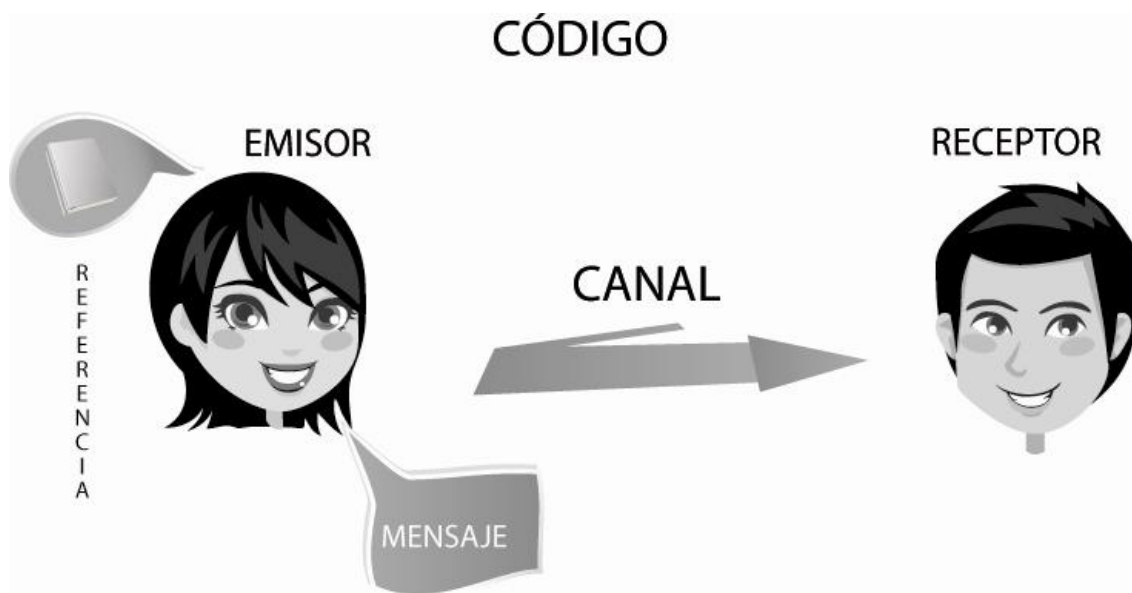 CÓDIGO
EMISOR
RECEPTOR
CANAL
REFERENCIA
MENSAJE